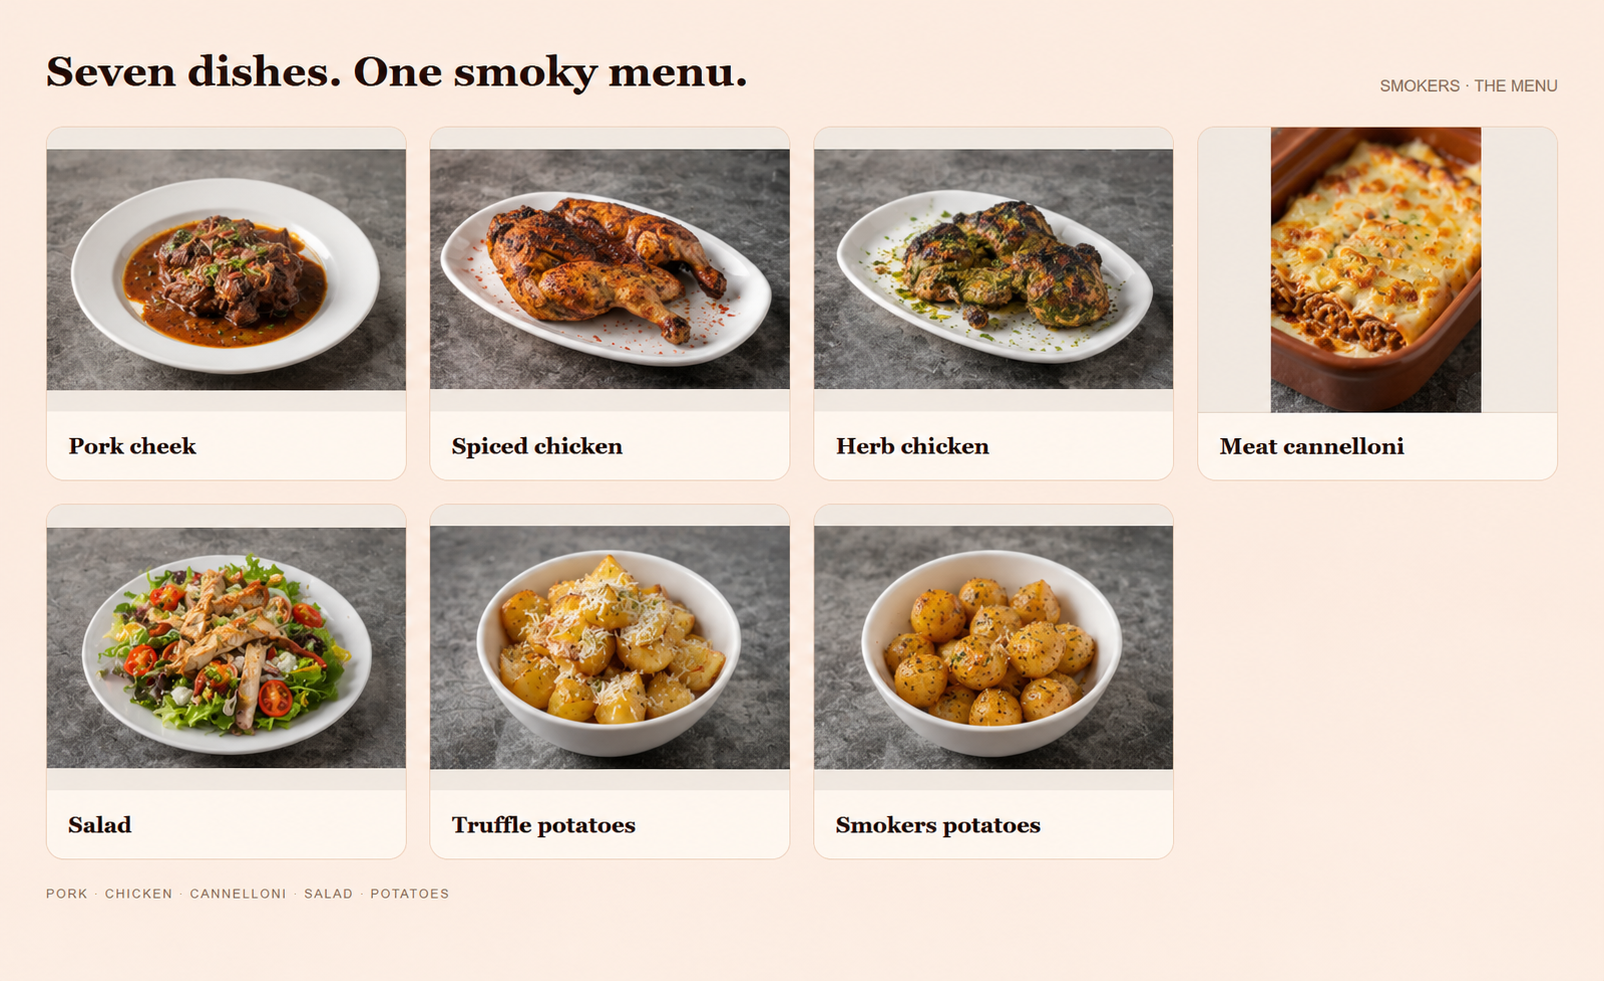 Seven dishes. One smoky menu.
SMOKERS · THE MENU
Pork cheek
Spiced chicken
Herb chicken
Meat cannelloni
Salad
Truffle potatoes
Smokers potatoes
PORK · CHICKEN · CANNELLONI · SALAD · POTATOES